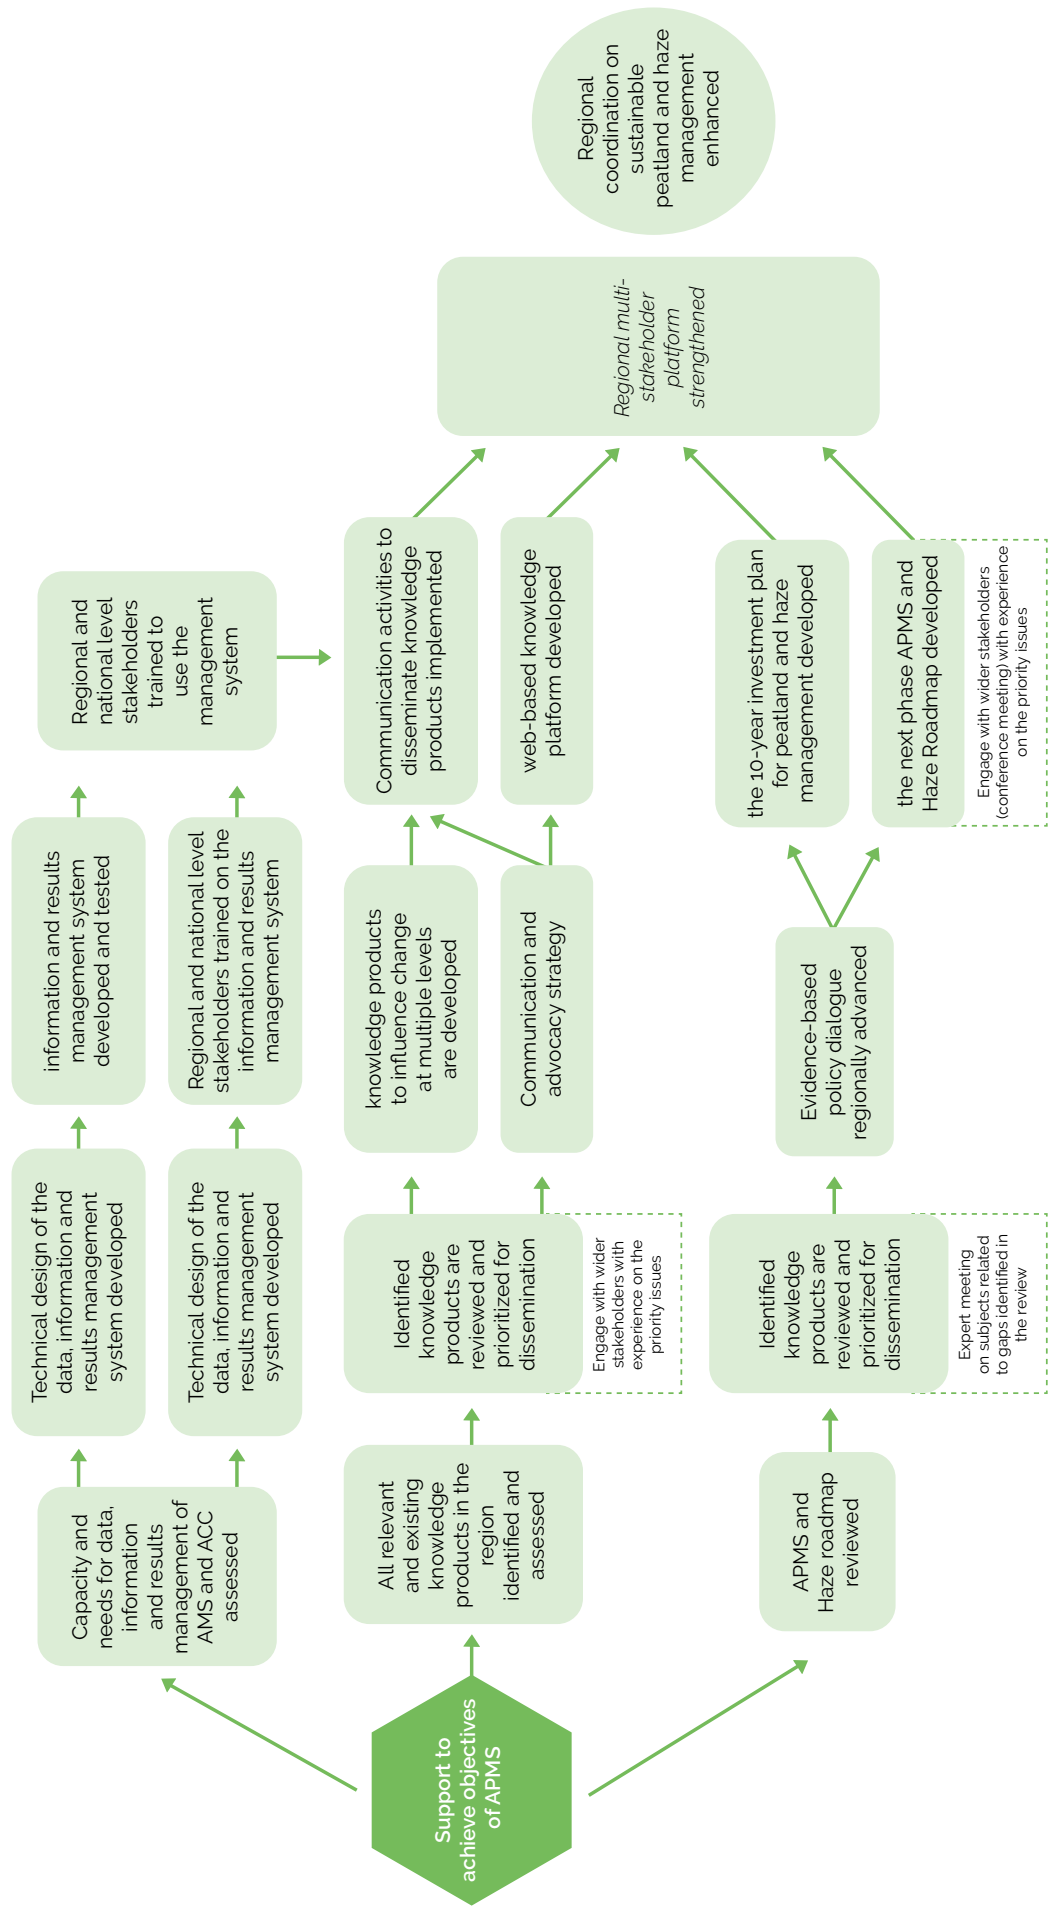 Support to
achieve objectives
of APMS
Capacity and
needs for data,
information
and results
management of
AMS and ACC
assessed
Technical design of the
data, information and
results management
system developed
information and results
management system
developed and tested
Technical design of the
data, information and
results management
system developed
Regional and national level
stakeholders trained on the
information and results
management system
Regional and
national level
stakeholders
trained to
use the
management
system
All relevant
and existing
knowledge
products in the
region
identified and
assessed
Identified
knowledge
products are
reviewed and
prioritized for
dissemination
Engage with wider
stakeholders with
experience on the
priority issues
knowledge products
to influence change
at multiple levels
are developed
Communication and
advocacy strategy
Communication activities to
disseminate knowledge
products implemented
web-based knowledge
platform developed
APMS and
Haze roadmap
reviewed
Identified
knowledge
products are
reviewed and
prioritized for
dissemination
Expert meeting
on subjects related
to gaps identified in
the review
Evidence-based
policy dialogue
regionally advanced
the 10-year investment plan
for peatland and haze
management developed
the next phase APMS and
Haze Roadmap developed
Engage with wider stakeholders
(conference meeting) with experience
on the priority issues
Regional multi-
stakeholder
platform
strengthened
Regional
coordination on
sustainable
peatland and haze
management
enhanced